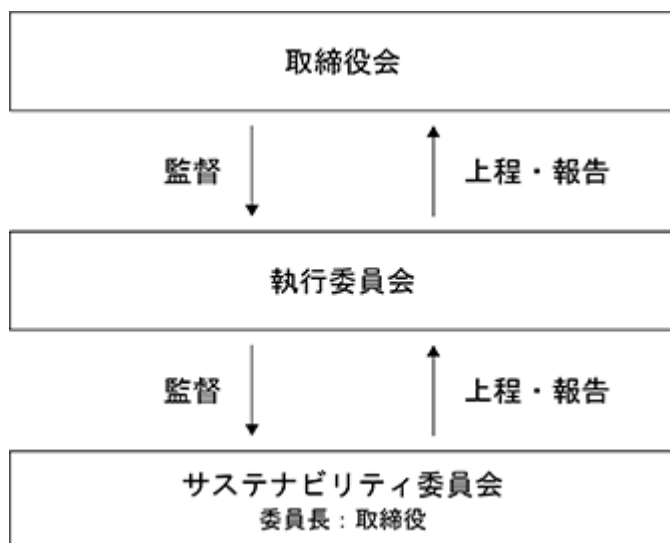 取締役会
監督
上程・報告
執行委員会
監督
上程・報告
サステナビリティ委員会
委員長：取締役